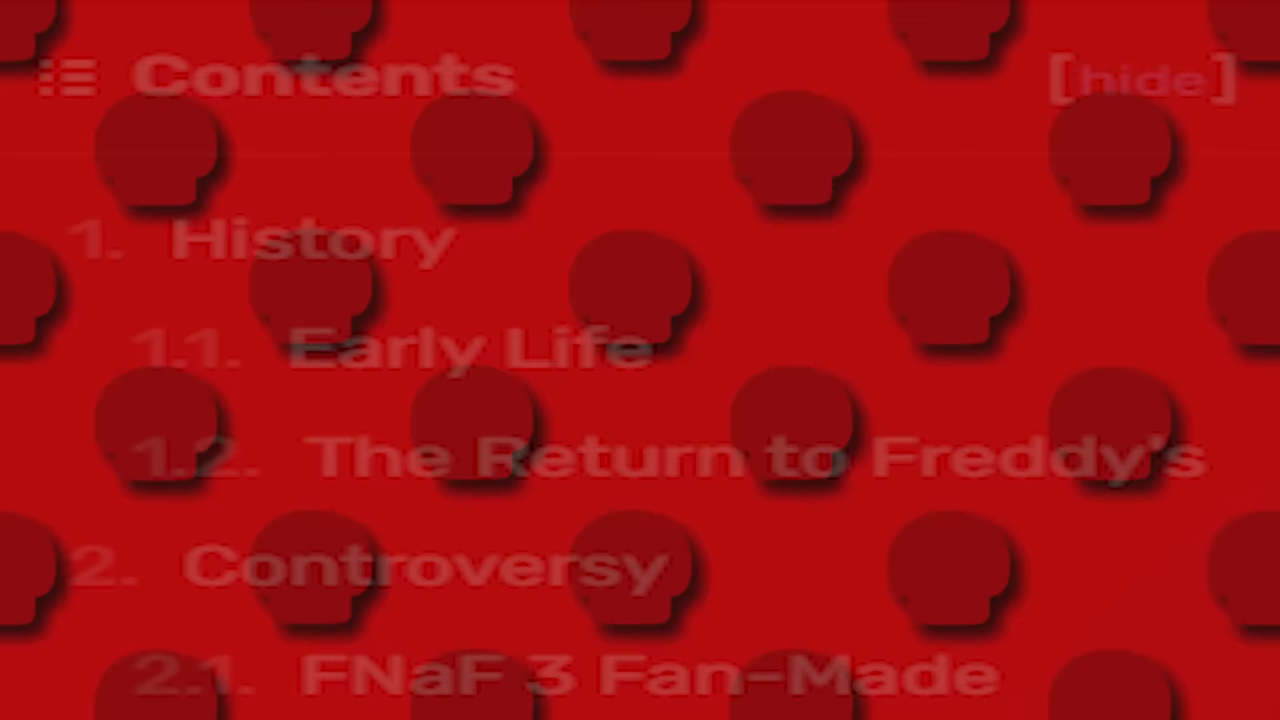 Contents [hide]
1. History
1.1. Early Life
1.2. The Return to Freddy's
2. Controversy
2.1. FNaF 3 Fan-Made